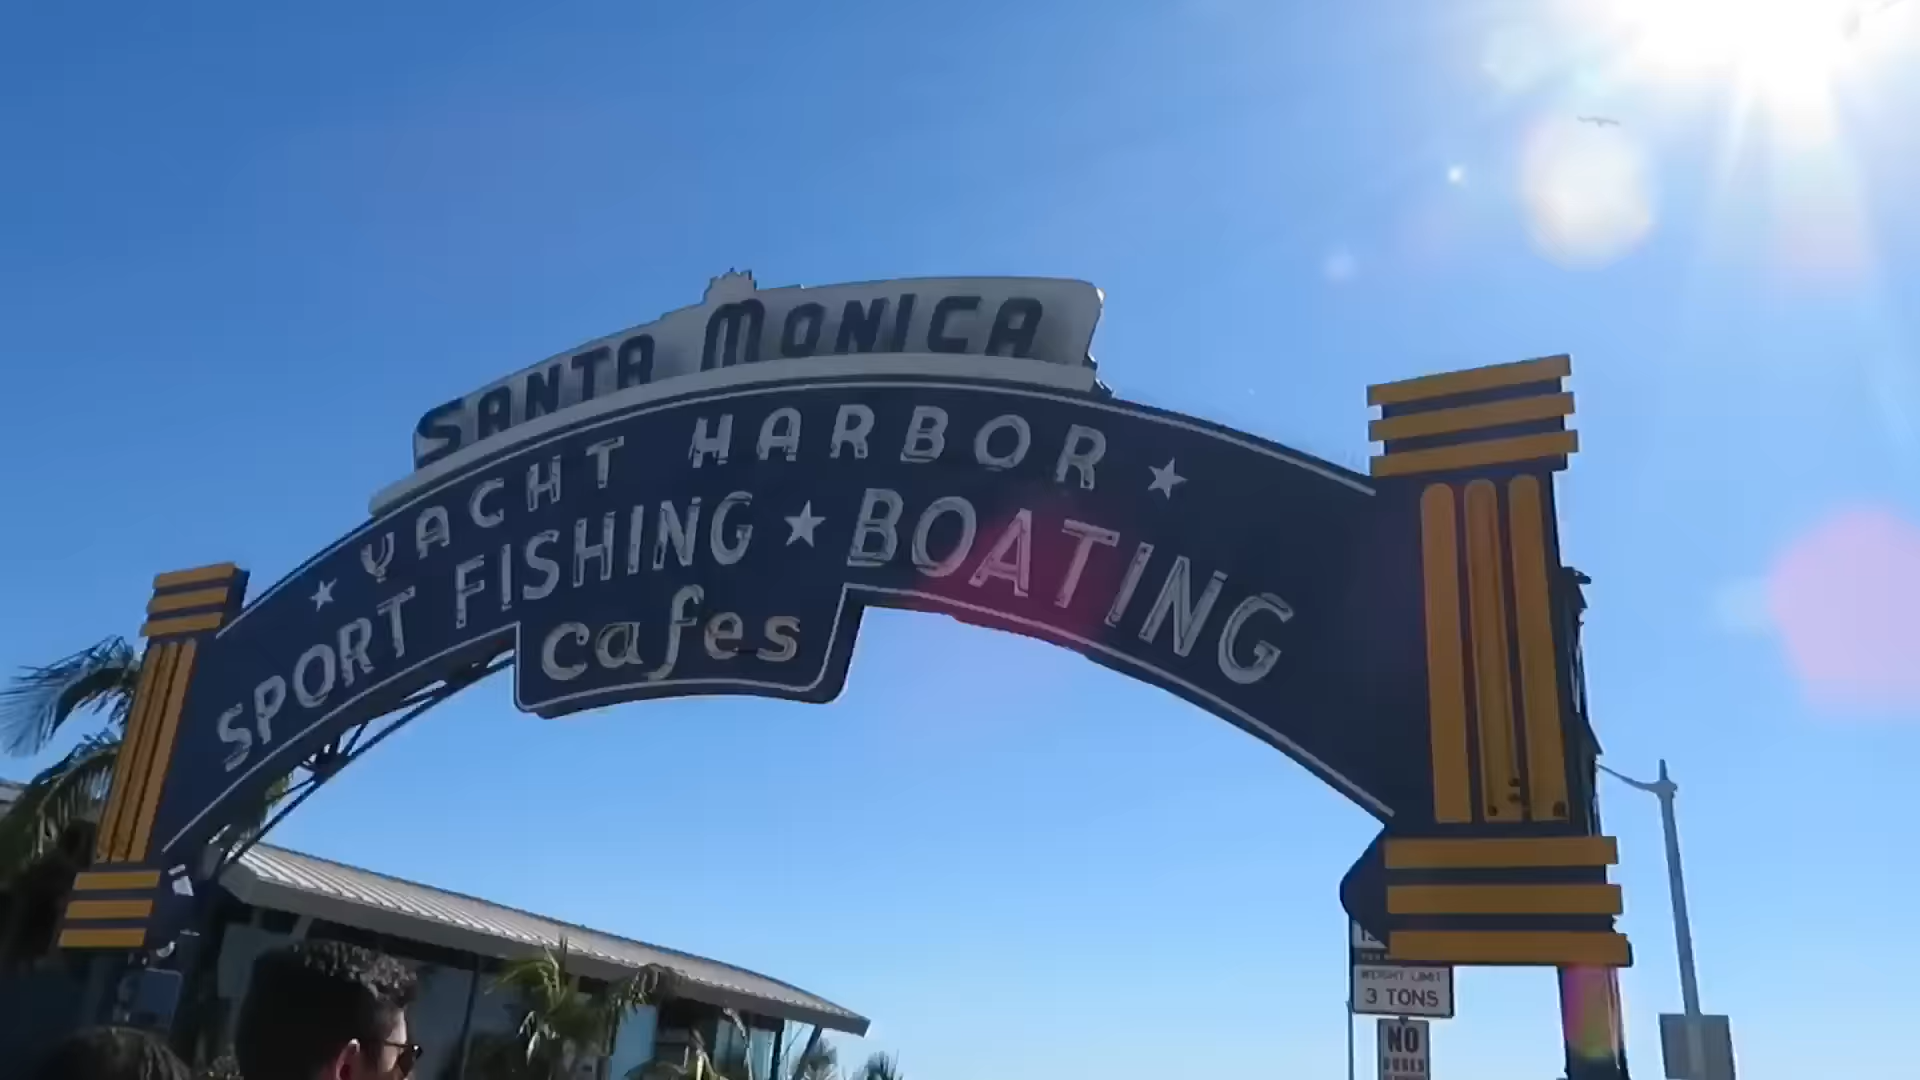 SANTA MONICA
★ YACHT HARBOR ★
SPORT FISHING ★ BOATING
cafes
WEIGHT LIMIT
3 TONS
NO